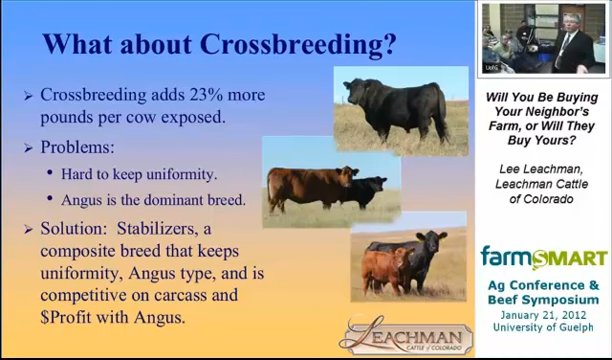 What about Crossbreeding?
Crossbreeding adds 23% more
pounds per cow exposed.
Problems:
Hard to keep uniformity.
Angus is the dominant breed.
Solution: Stabilizers, a
composite breed that keeps
uniformity, Angus type, and is
competitive on carcass and
$Profit with Angus.
LEACHMAN
CATTLE OF COLORADO
UofG
Will You Be Buying
Your Neighbor's
Farm, or Will They
Buy Yours?
Lee Leachman,
Leachman Cattle
of Colorado
farmSMART
Ag Conference &
Beef Symposium
January 21, 2012
University of Guelph